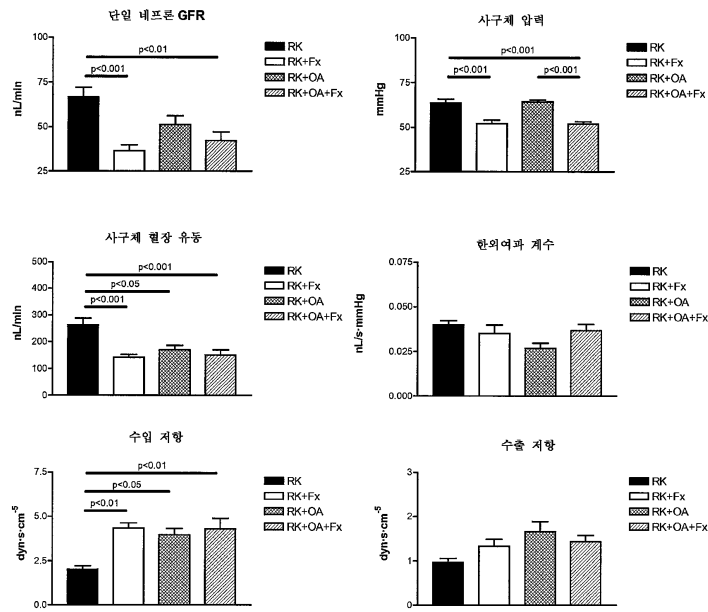 단일 네프론 GFR
100
75
50
25
nL/min
p<0.01
p<0.001
RK
RK+Fx
RK+OA
RK+OA+Fx
사구체 압력
100
75
50
25
mmHg
p<0.001
p<0.001
p<0.001
RK
RK+Fx
RK+OA
RK+OA+Fx
사구체 혈장 유동
500
400
300
200
100
0
nL/min
p<0.001
p<0.05
p<0.001
RK
RK+Fx
RK+OA
RK+OA+Fx
한외여과 계수
0.075
0.050
0.025
0.000
nL/s·mmHg
RK
RK+Fx
RK+OA
RK+OA+Fx
수입 저항
7.5
5.0
2.5
0.0
dyn·s·cm-5
p<0.01
p<0.05
p<0.01
RK
RK+Fx
RK+OA
RK+OA+Fx
수출 저항
3
2
1
0
dyn·s·cm-5
RK
RK+Fx
RK+OA
RK+OA+Fx